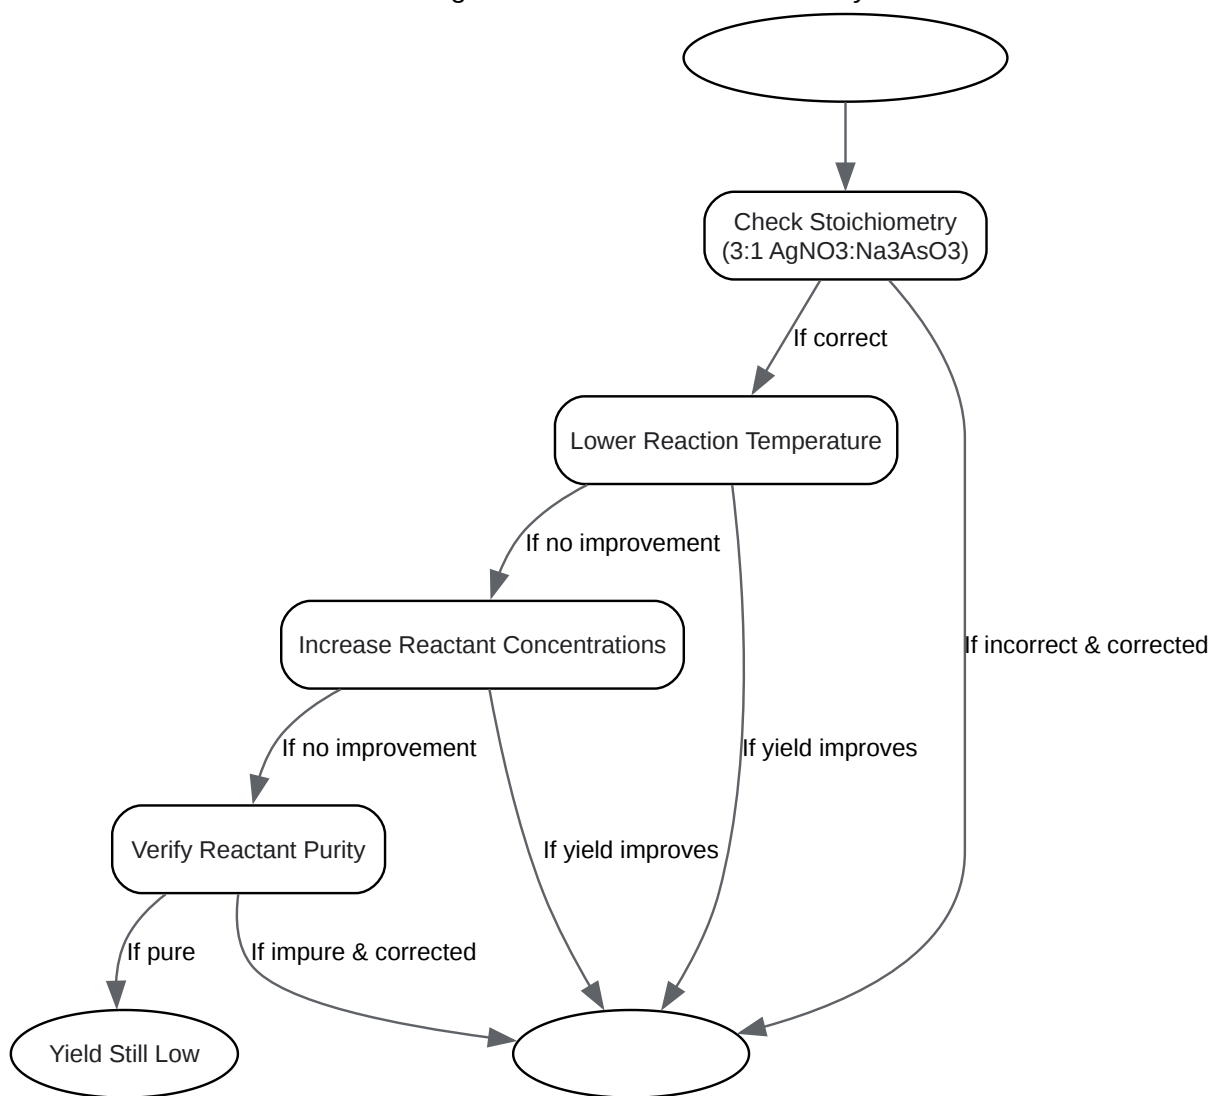 Check Stoichiometry
(3:1 AgNO3:Na3AsO3)
If correct
Lower Reaction Temperature
If no improvement
Increase Reactant Concentrations
If incorrect & corrected
If no improvement
If yield improves
Verify Reactant Purity
If yield improves
If pure
If impure & corrected
Yield Still Low